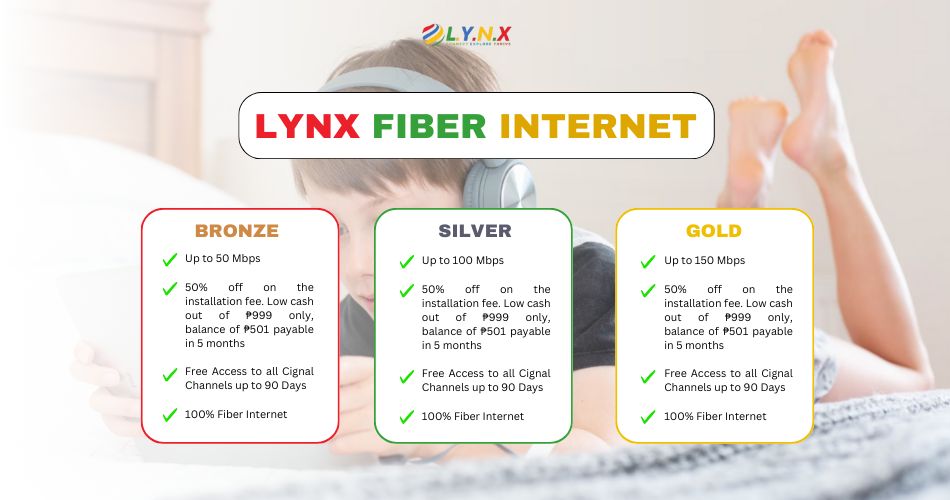 L.Y.N.X
LYNX FIBER INTERNET
BRONZE
Up to 50 Mbps
50% off on the
installation fee. Low cash
out of ₱999 only,
balance of ₱501 payable
in 5 months
Free Access to all Cignal
Channels up to 90 Days
100% Fiber Internet
SILVER
Up to 100 Mbps
50% off on the
installation fee. Low cash
out of ₱999 only,
balance of ₱501 payable
in 5 months
Free Access to all Cignal
Channels up to 90 Days
100% Fiber Internet
GOLD
Up to 150 Mbps
50% off on the
installation fee. Low cash
out of ₱999 only,
balance of ₱501 payable
in 5 months
Free Access to all Cignal
Channels up to 90 Days
100% Fiber Internet